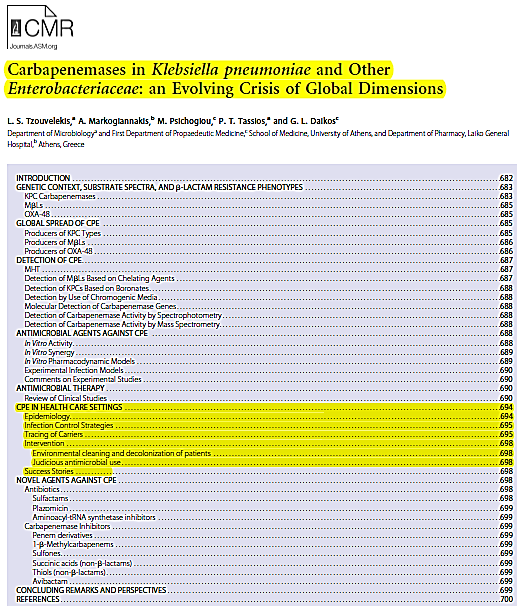 CMR
Journals.ASM.org
Carbapenemases in Klebsiella pneumoniae and Other
Enterobacteriaceae: an Evolving Crisis of Global Dimensions
L. S. Tzouvelekis,a A. Markogiannakis,b M. Psichogiou,c P. T. Tassios,a and G. L. Daikosc
Department of Microbiologya and First Department of Propaedeutic Medicine,c School of Medicine, University of Athens, and Department of Pharmacy, Laiko General
Hospital,b Athens, Greece
INTRODUCTION 682
GENETIC CONTEXT, SUBSTRATE SPECTRA, AND β-LACTAM RESISTANCE PHENOTYPES 683
KPC Carbapenemases 683
MβLs 685
OXA-48 685
GLOBAL SPREAD OF CPE 685
Producers of KPC Types 685
Producers of MβLs 686
Producers of OXA-48 686
DETECTION OF CPE 687
MHT 687
Detection of MβLs Based on Chelating Agents 687
Detection of KPCs Based on Boronates 688
Detection by Use of Chromogenic Media 688
Molecular Detection of Carbapenemase Genes 688
Detection of Carbapenemase Activity by Spectrophotometry 688
Detection of Carbapenemase Activity by Mass Spectrometry 688
ANTIMICROBIAL AGENTS AGAINST CPE 688
In Vitro Activity 688
In Vitro Synergy 689
In Vitro Pharmacodynamic Models 689
Experimental Infection Models 690
Comments on Experimental Studies 690
ANTIMICROBIAL THERAPY 690
Review of Clinical Studies 690
CPE IN HEALTH CARE SETTINGS 694
Epidemiology 694
Infection Control Strategies 695
Tracing of Carriers 695
Intervention 698
Environmental cleaning and decolonization of patients 698
Judicious antimicrobial use 698
Success Stories 698
NOVEL AGENTS AGAINST CPE 698
Antibiotics 698
Sulfactams 698
Plazomicin 699
Aminoacyl-tRNA synthetase inhibitors 699
Carbapenemase Inhibitors 699
Penem derivatives 699
1-β-Methylcarbapenems 699
Sulfones 699
Succinic acids (non-β-lactams) 699
Thiols (non-β-lactams) 699
Avibactam 699
CONCLUDING REMARKS AND PERSPECTIVES 699
REFERENCES 700